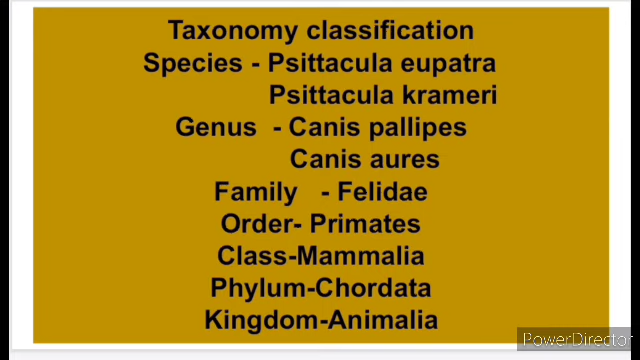 Taxonomy classification
Species - Psittacula eupatra
Psittacula krameri
Genus - Canis pallipes
Canis aures
Family - Felidae
Order- Primates
Class-Mammalia
Phylum-Chordata
Kingdom-Animalia
PowerDirector